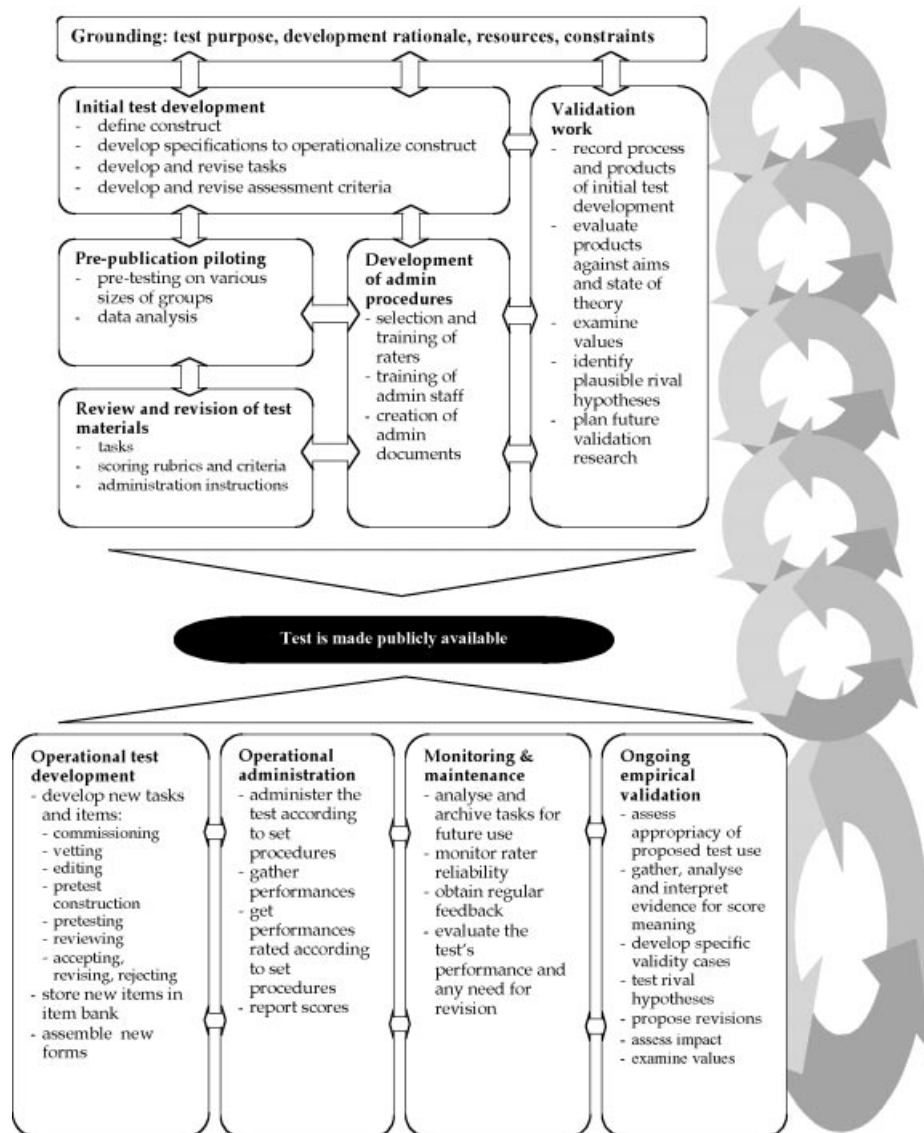 Grounding: test purpose, development rationale, resources, constraints
Initial test development
- define construct
- develop specifications to operationalize construct
- develop and revise tasks
- develop and revise assessment criteria
Validation
work
- record process
and products
of initial test
development
- evaluate
products
against aims
and state of
theory
- examine
values
- identify
plausible rival
hypotheses
- plan future
validation
research
Pre-publication piloting
- pre-testing on various
sizes of groups
- data analysis
Development
of admin
procedures
- selection and
training of
raters
- training of
admin staff
- creation of
admin
documents
Review and revision of test
materials
- tasks
- scoring rubrics and criteria
- administration instructions
Test is made publicly available
Operational test
development
- develop new tasks
and items:
- commissioning
- vetting
- editing
- pretest
construction
- pretesting
- reviewing
- accepting,
revising, rejecting
- store new items in
item bank
- assemble new
forms
Operational
administration
- administer the
test according
to set
procedures
- gather
performances
- get
performances
rated according
to set
procedures
- report scores
Monitoring &
maintenance
- analyse and
archive tasks for
future use
- monitor rater
reliability
- obtain regular
feedback
- evaluate the
test's
performance and
any need for
revision
Ongoing
empirical
validation
- assess
appropriacy of
proposed test use
- gather, analyse
and interpret
evidence for score
meaning
- develop specific
validity cases
- test rival
hypotheses
- propose revisions
- assess impact
- examine values